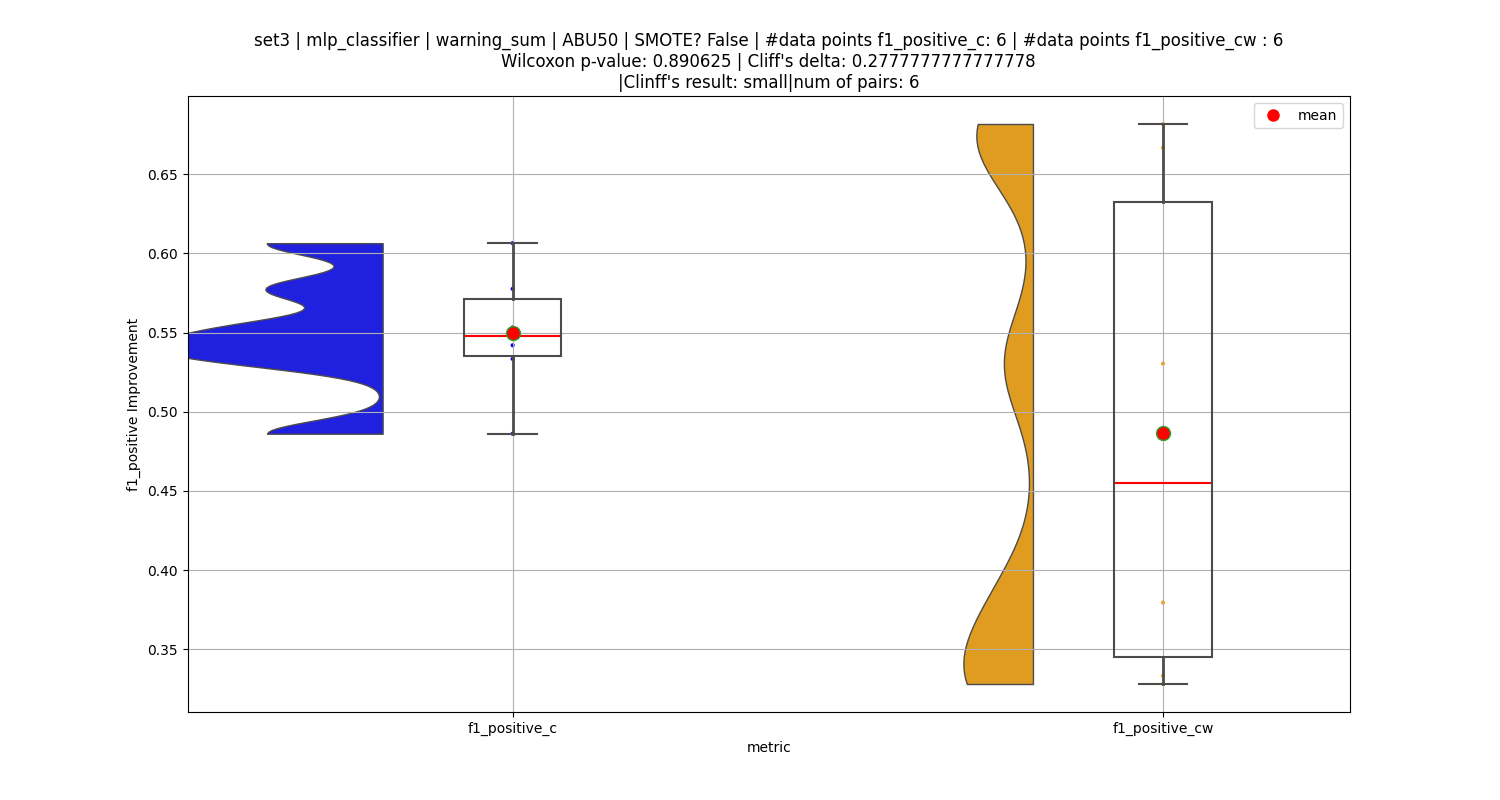 set3 | mlp_classifier | warning_sum | ABU50 | SMOTE? False | #data points f1_positive_c: 6 | #data points f1_positive_cw : 6
Wilcoxon p-value: 0.890625 | Cliff's delta: 0.2777777777777778
|Clinff's result: small|num of pairs: 6
mean
0.65
0.60
0.55
0.50
0.45
0.40
0.35
f1_positive Improvement
f1_positive_c
f1_positive_cw
metric